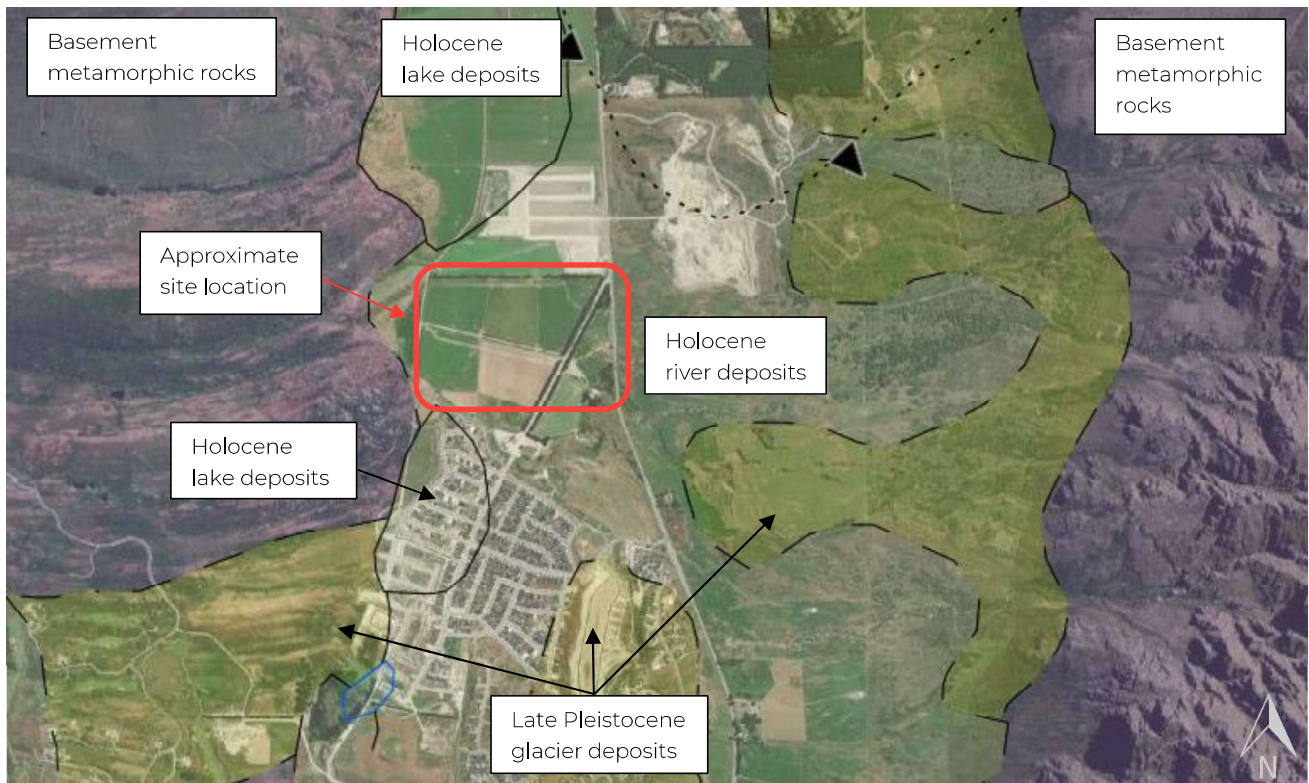 Basement
metamorphic rocks
Holocene
lake deposits
Basement
metamorphic
rocks
Approximate
site location
Holocene
river deposits
Holocene
lake deposits
Late Pleistocene
glacier deposits
N